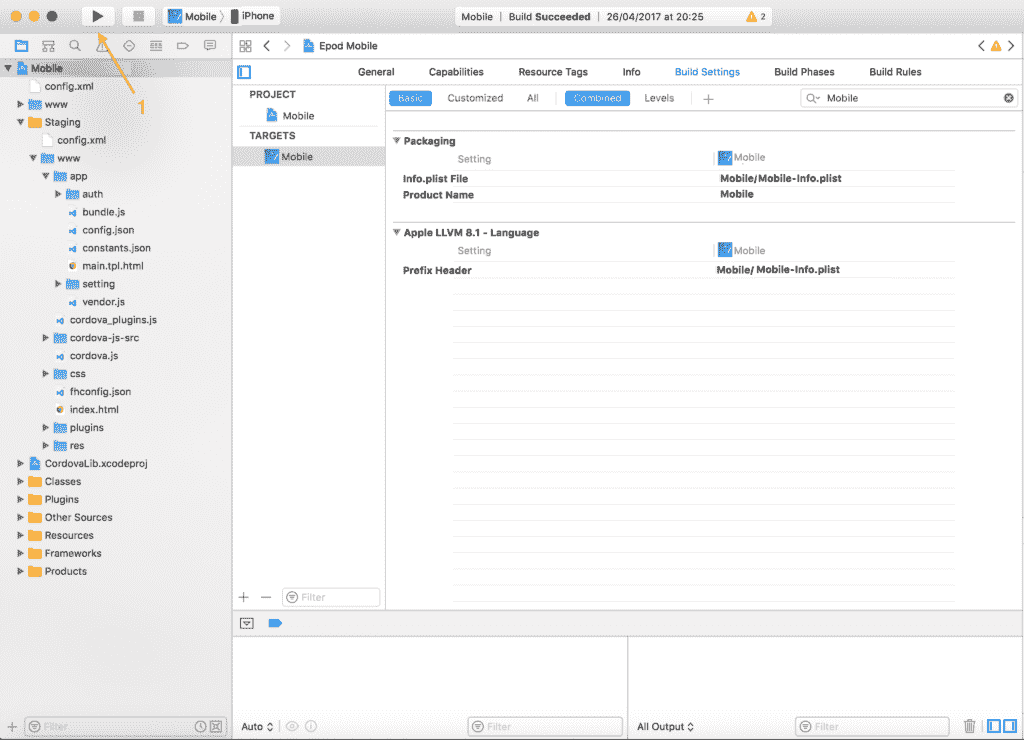 Mobile iPhone Mobile | Build Succeeded | 26/04/2017 at 20:25 2
Epod Mobile
Mobile
config.xml
www
Staging
config.xml
www
app
auth
bundle.js
config.json
constants.json
main.tpl.html
setting
vendor.js
cordova_plugins.js
cordova-js-src
cordova.js
css
fhconfig.json
index.html
plugins
res
CordovaLib.xcodeproj
Classes
Plugins
Other Sources
Resources
Frameworks
Products
Filter
1
PROJECT
Mobile
TARGETS
Mobile
Filter
General Capabilities Resource Tags Info Build Settings Build Phases Build Rules
Basic Customized All Combined Levels Mobile
Packaging
Setting Mobile
Info.plist File Mobile/Mobile-Info.plist
Product Name Mobile
Apple LLVM 8.1 - Language
Setting Mobile
Prefix Header Mobile/ Mobile-Info.plist
Auto Filter All Output Filter